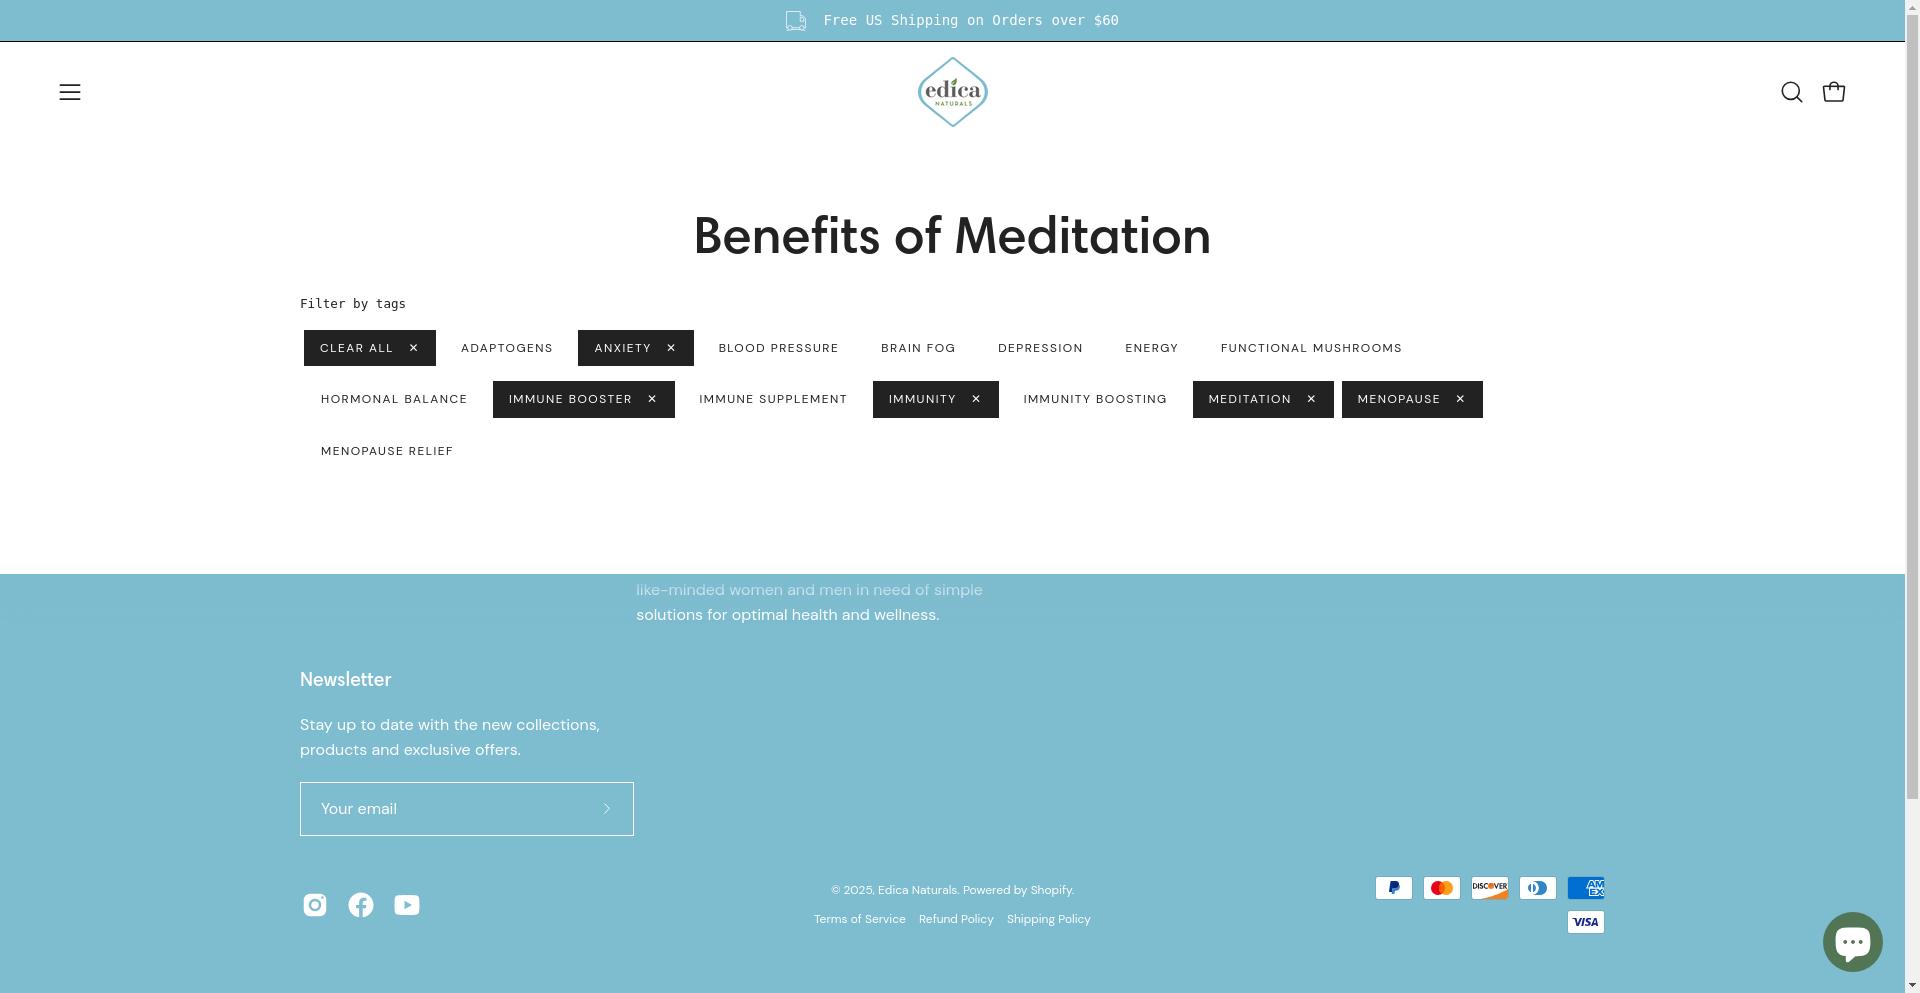 Free US Shipping on Orders over $60
edica
NATURALS
Benefits of Meditation
Filter by tags
CLEAR ALL ✕ ADAPTOGENS ANXIETY ✕ BLOOD PRESSURE BRAIN FOG DEPRESSION ENERGY FUNCTIONAL MUSHROOMS
HORMONAL BALANCE IMMUNE BOOSTER ✕ IMMUNE SUPPLEMENT IMMUNITY ✕ IMMUNITY BOOSTING MEDITATION ✕ MENOPAUSE ✕
MENOPAUSE RELIEF
like-minded women and men in need of simple
solutions for optimal health and wellness.
Newsletter
Stay up to date with the new collections,
products and exclusive offers.
Your email
© 2025, Edica Naturals. Powered by Shopify.
Terms of Service Refund Policy Shipping Policy
DISCOVER
AM
EX
VISA